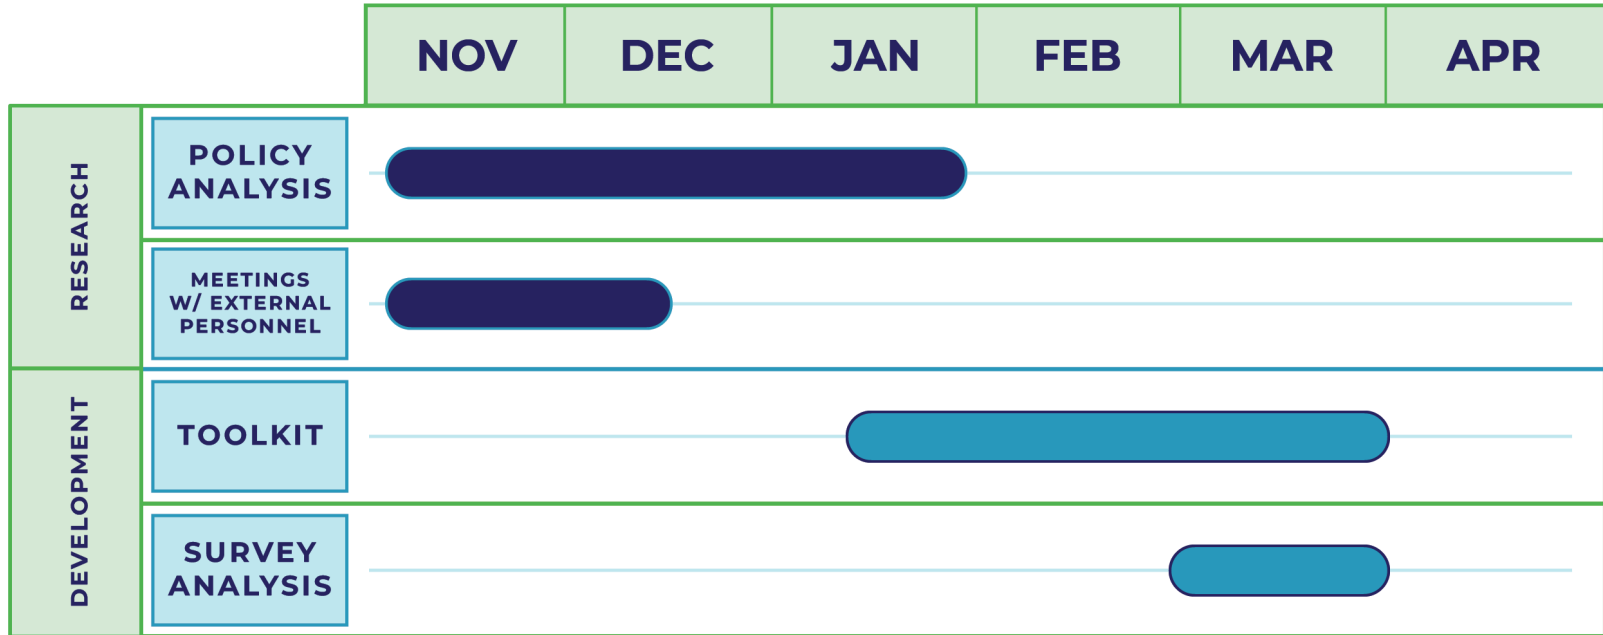 NOV DEC JAN FEB MAR APR
RESEARCH
POLICY
ANALYSIS
MEETINGS
W/ EXTERNAL
PERSONNEL
DEVELOPMENT
TOOLKIT
SURVEY
ANALYSIS